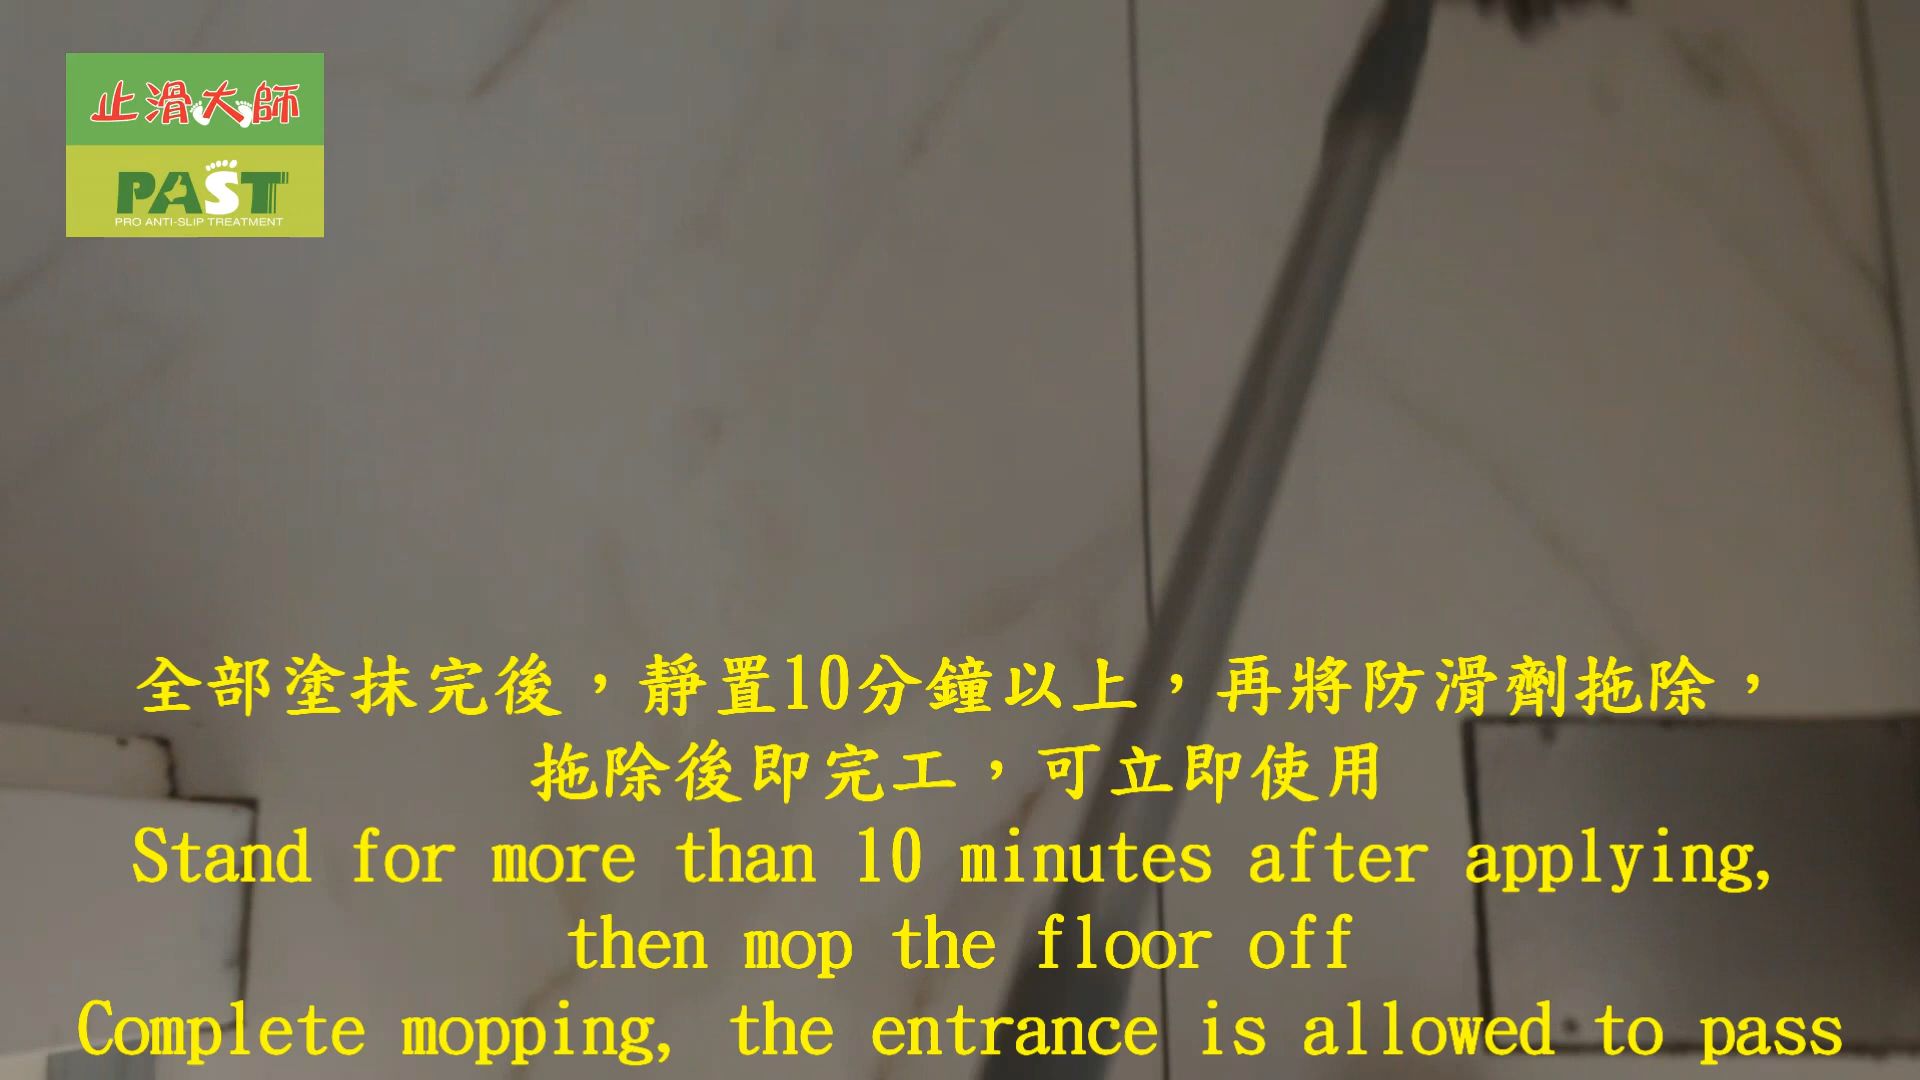 止滑大師
PAST
PRO ANTI-SLIP TREATMENT
全部塗抹完後，靜置10分鐘以上，再將防滑劑拖除，
拖除後即完工，可立即使用
Stand for more than 10 minutes after applying,
then mop the floor off
Complete mopping, the entrance is allowed to pass